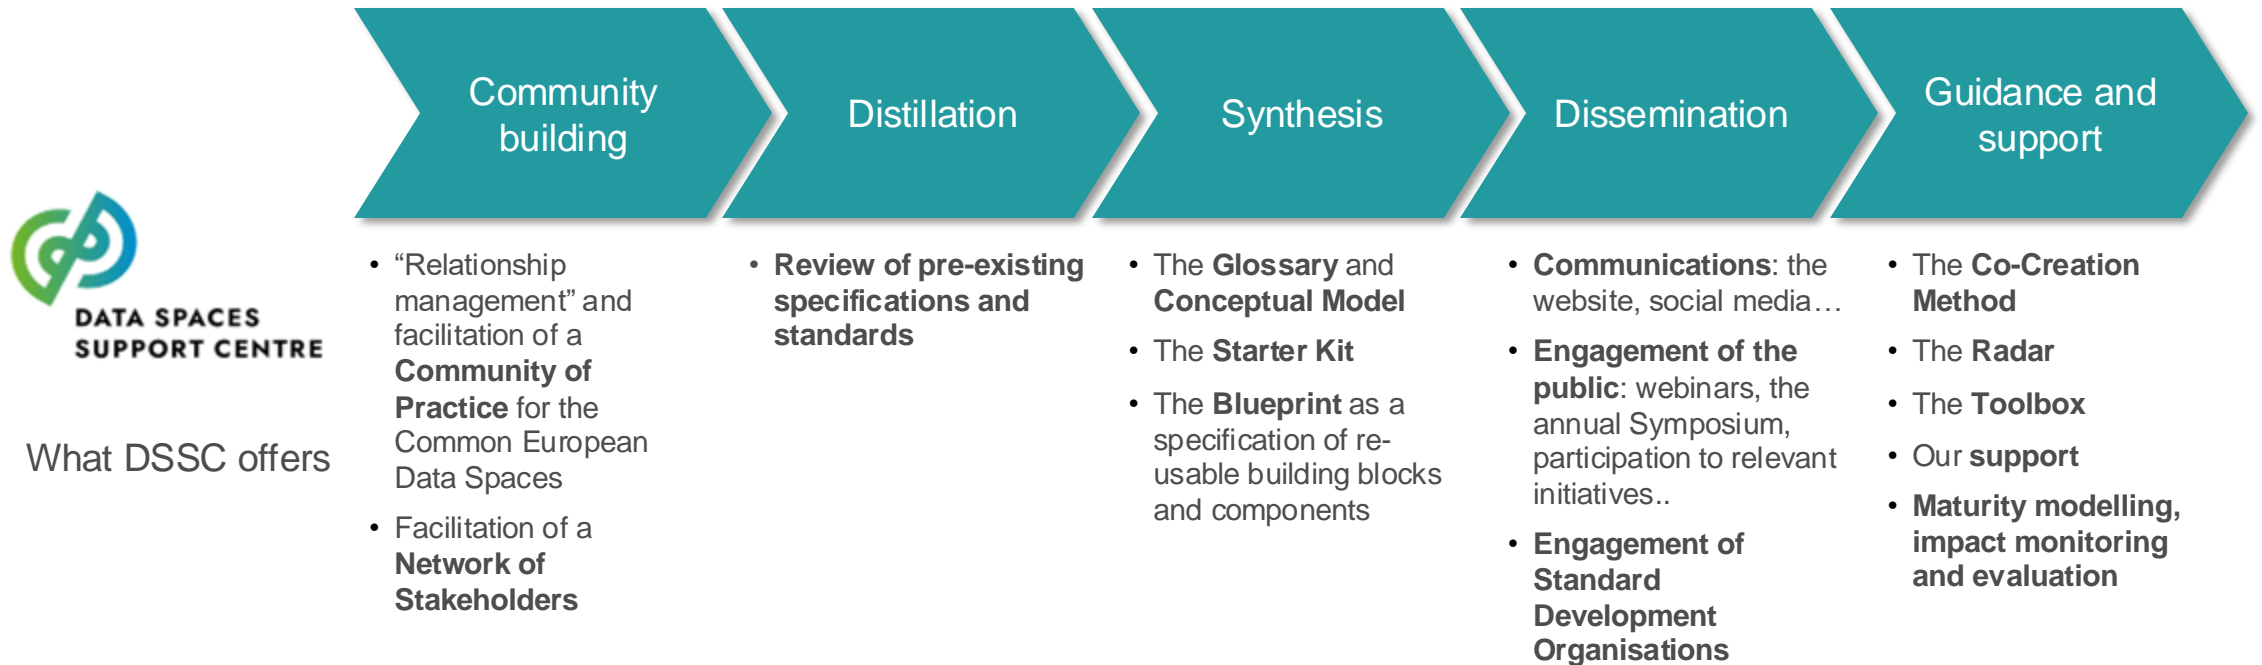 Community
building
Distillation
Synthesis
Dissemination
Guidance and
support
DATA SPACES
SUPPORT CENTRE
What DSSC offers
• “Relationship
management” and
facilitation of a
Community of
Practice for the
Common European
Data Spaces
• Facilitation of a
Network of
Stakeholders
• Review of pre-existing
specifications and
standards
• The Glossary and
Conceptual Model
• The Starter Kit
• The Blueprint as a
specification of re-
usable building blocks
and components
• Communications: the
website, social media…
• Engagement of the
public: webinars, the
annual Symposium,
participation to relevant
initiatives..
• Engagement of
Standard
Development
Organisations
• The Co-Creation
Method
• The Radar
• The Toolbox
• Our support
• Maturity modelling,
impact monitoring
and evaluation